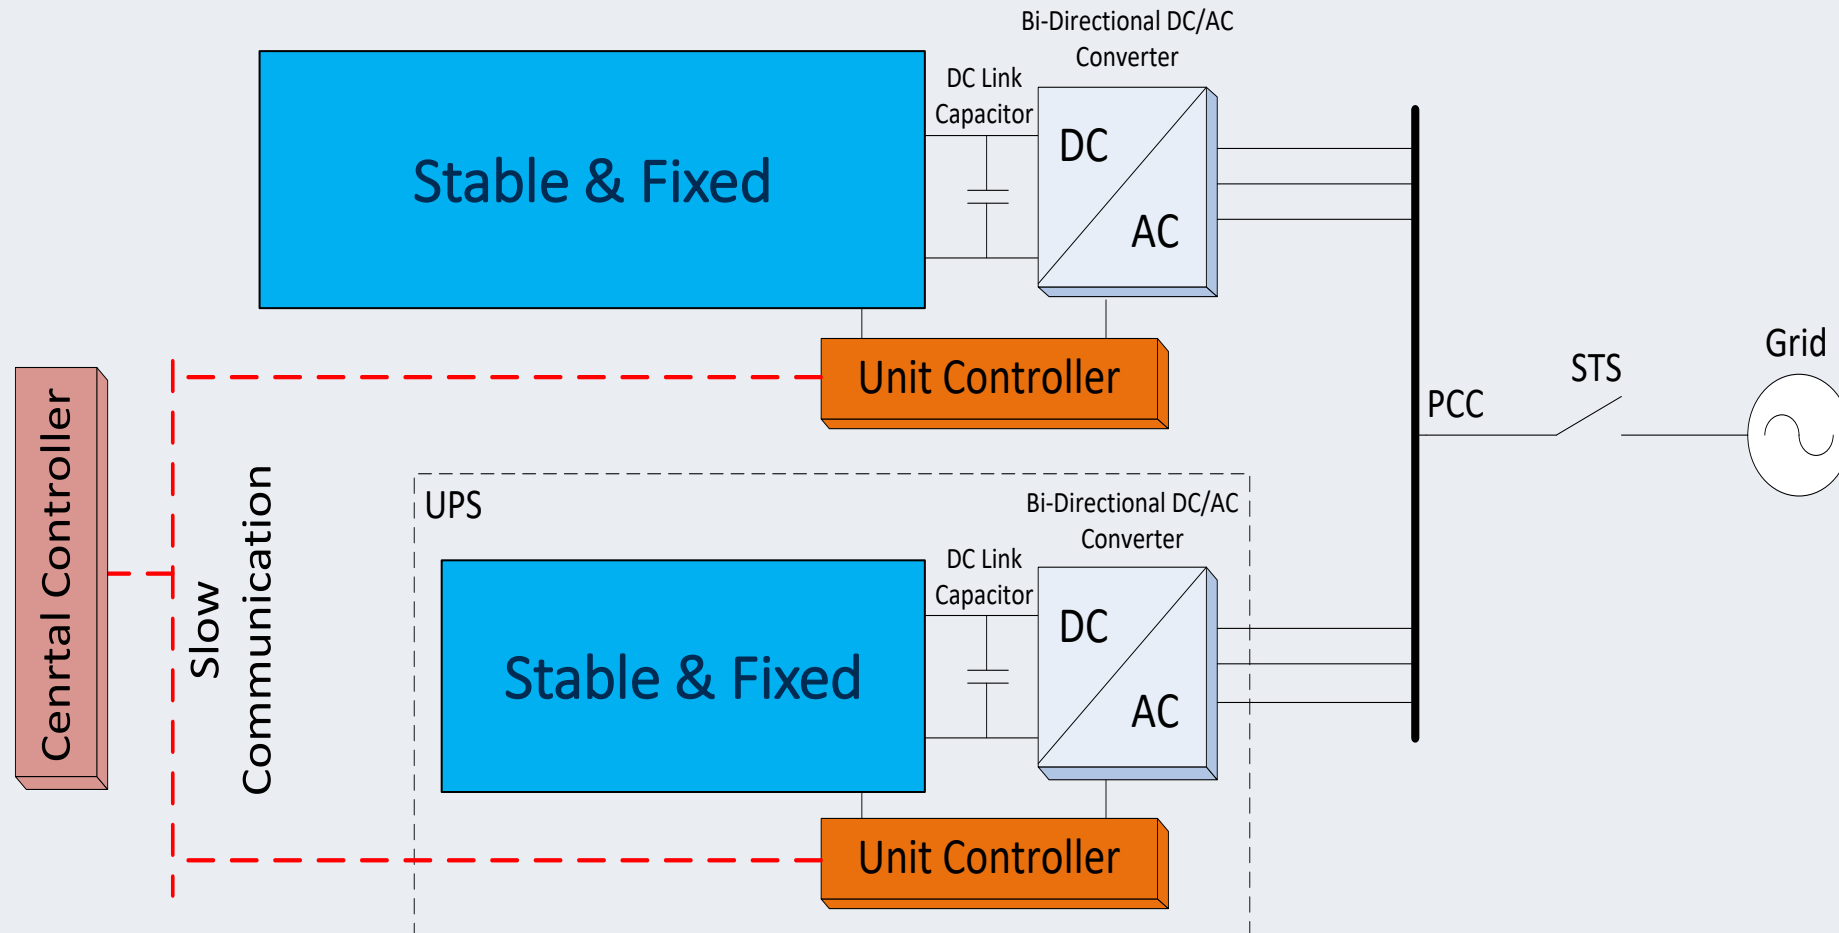 Bi-Directional DC/AC
Converter
DC Link
Capacitor
DC
AC
Stable & Fixed
Unit Controller
Grid
STS
PCC
Cenrtal Controller
Slow
Communication
UPS
Bi-Directional DC/AC
Converter
DC Link
Capacitor
DC
AC
Stable & Fixed
Unit Controller